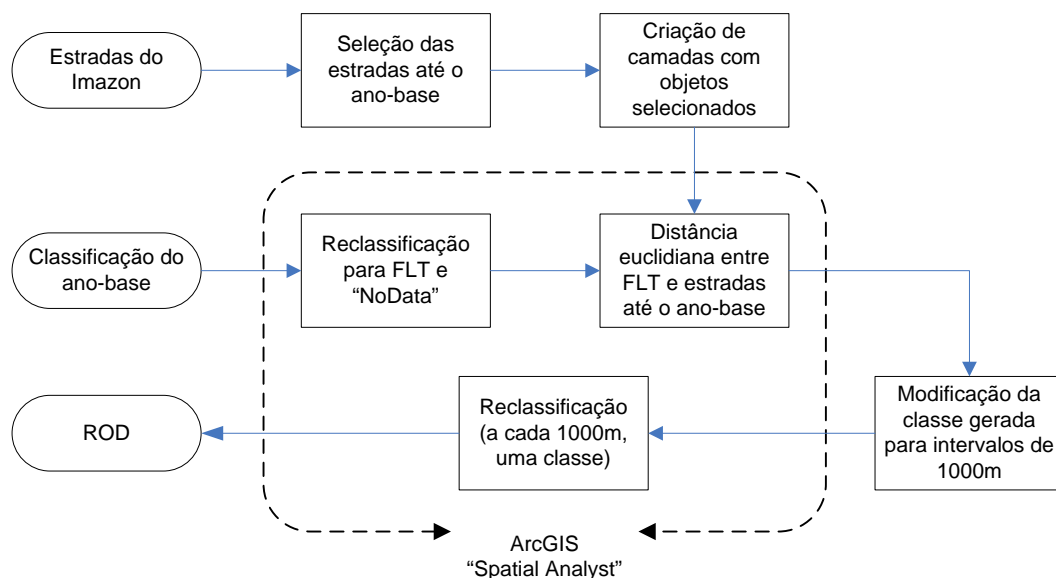 Estradas do
Imazon
Seleção das
estradas até o
ano-base
Criação de
camadas com
objetos
selecionados
Classificação do
ano-base
Reclassificação
para FLT e
“NoData”
Distância
euclidiana entre
FLT e estradas
até o ano-base
ROD
Reclassificação
(a cada 1000m,
uma classe)
Modificação da
classe gerada
para intervalos de
1000m
ArcGIS
“Spatial Analyst”